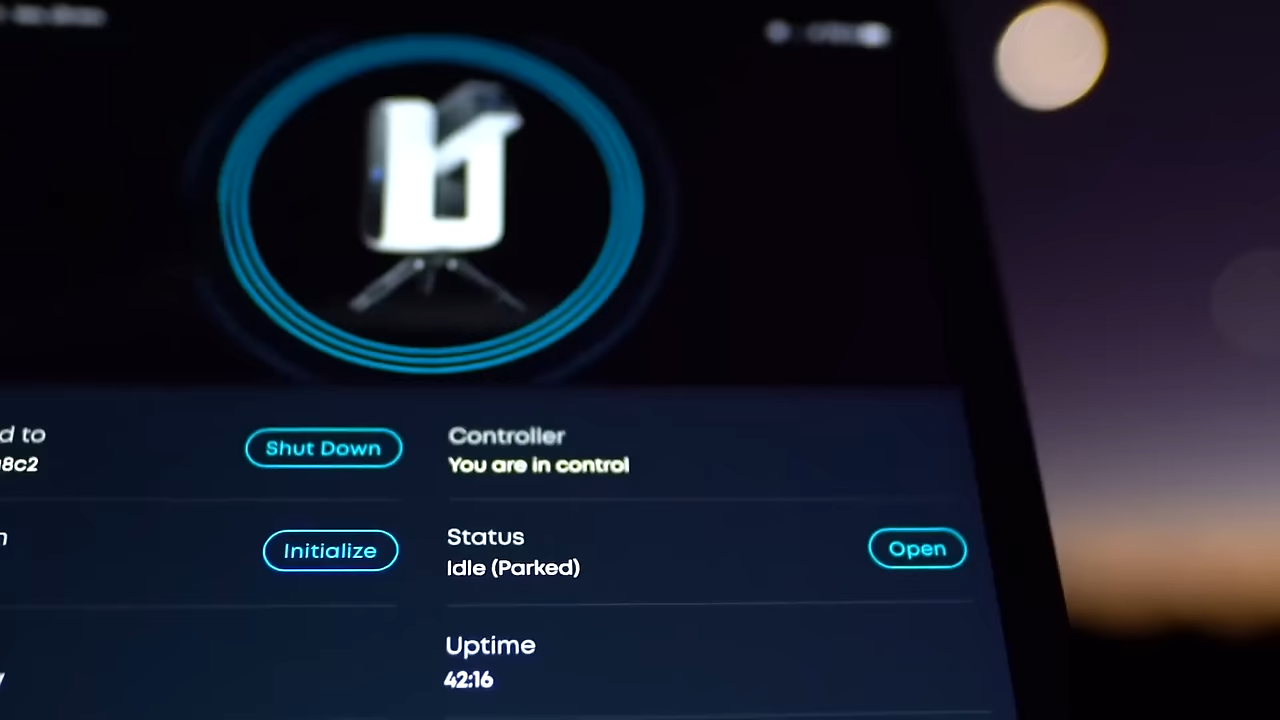 d to
8c2
Shut Down
Controller
You are in control
Initialize
Status
Idle (Parked)
Open
Uptime
42:16